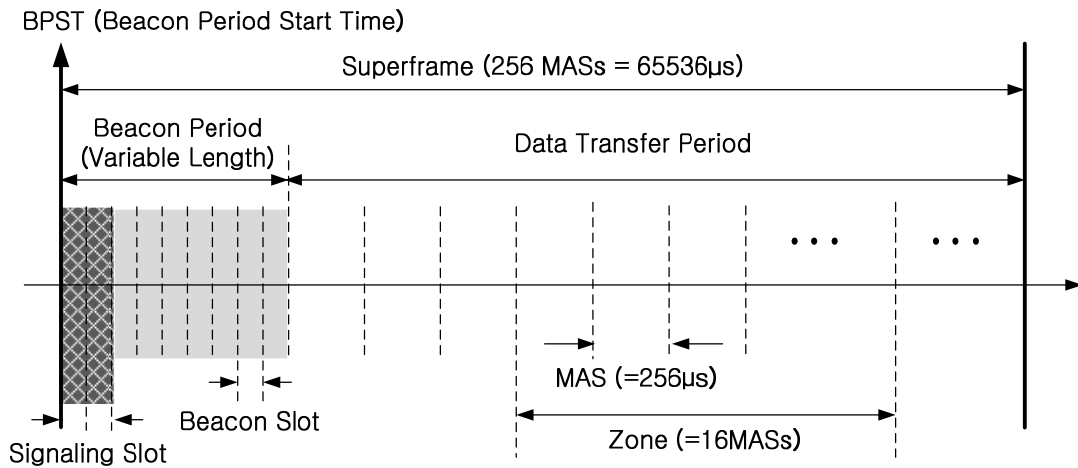 BPST (Beacon Period Start Time)
Superframe (256 MASs = 65536μs)
Beacon Period
(Variable Length)
Data Transfer Period
MAS (=256μs)
Beacon Slot
Zone (=16MASs)
Signaling Slot